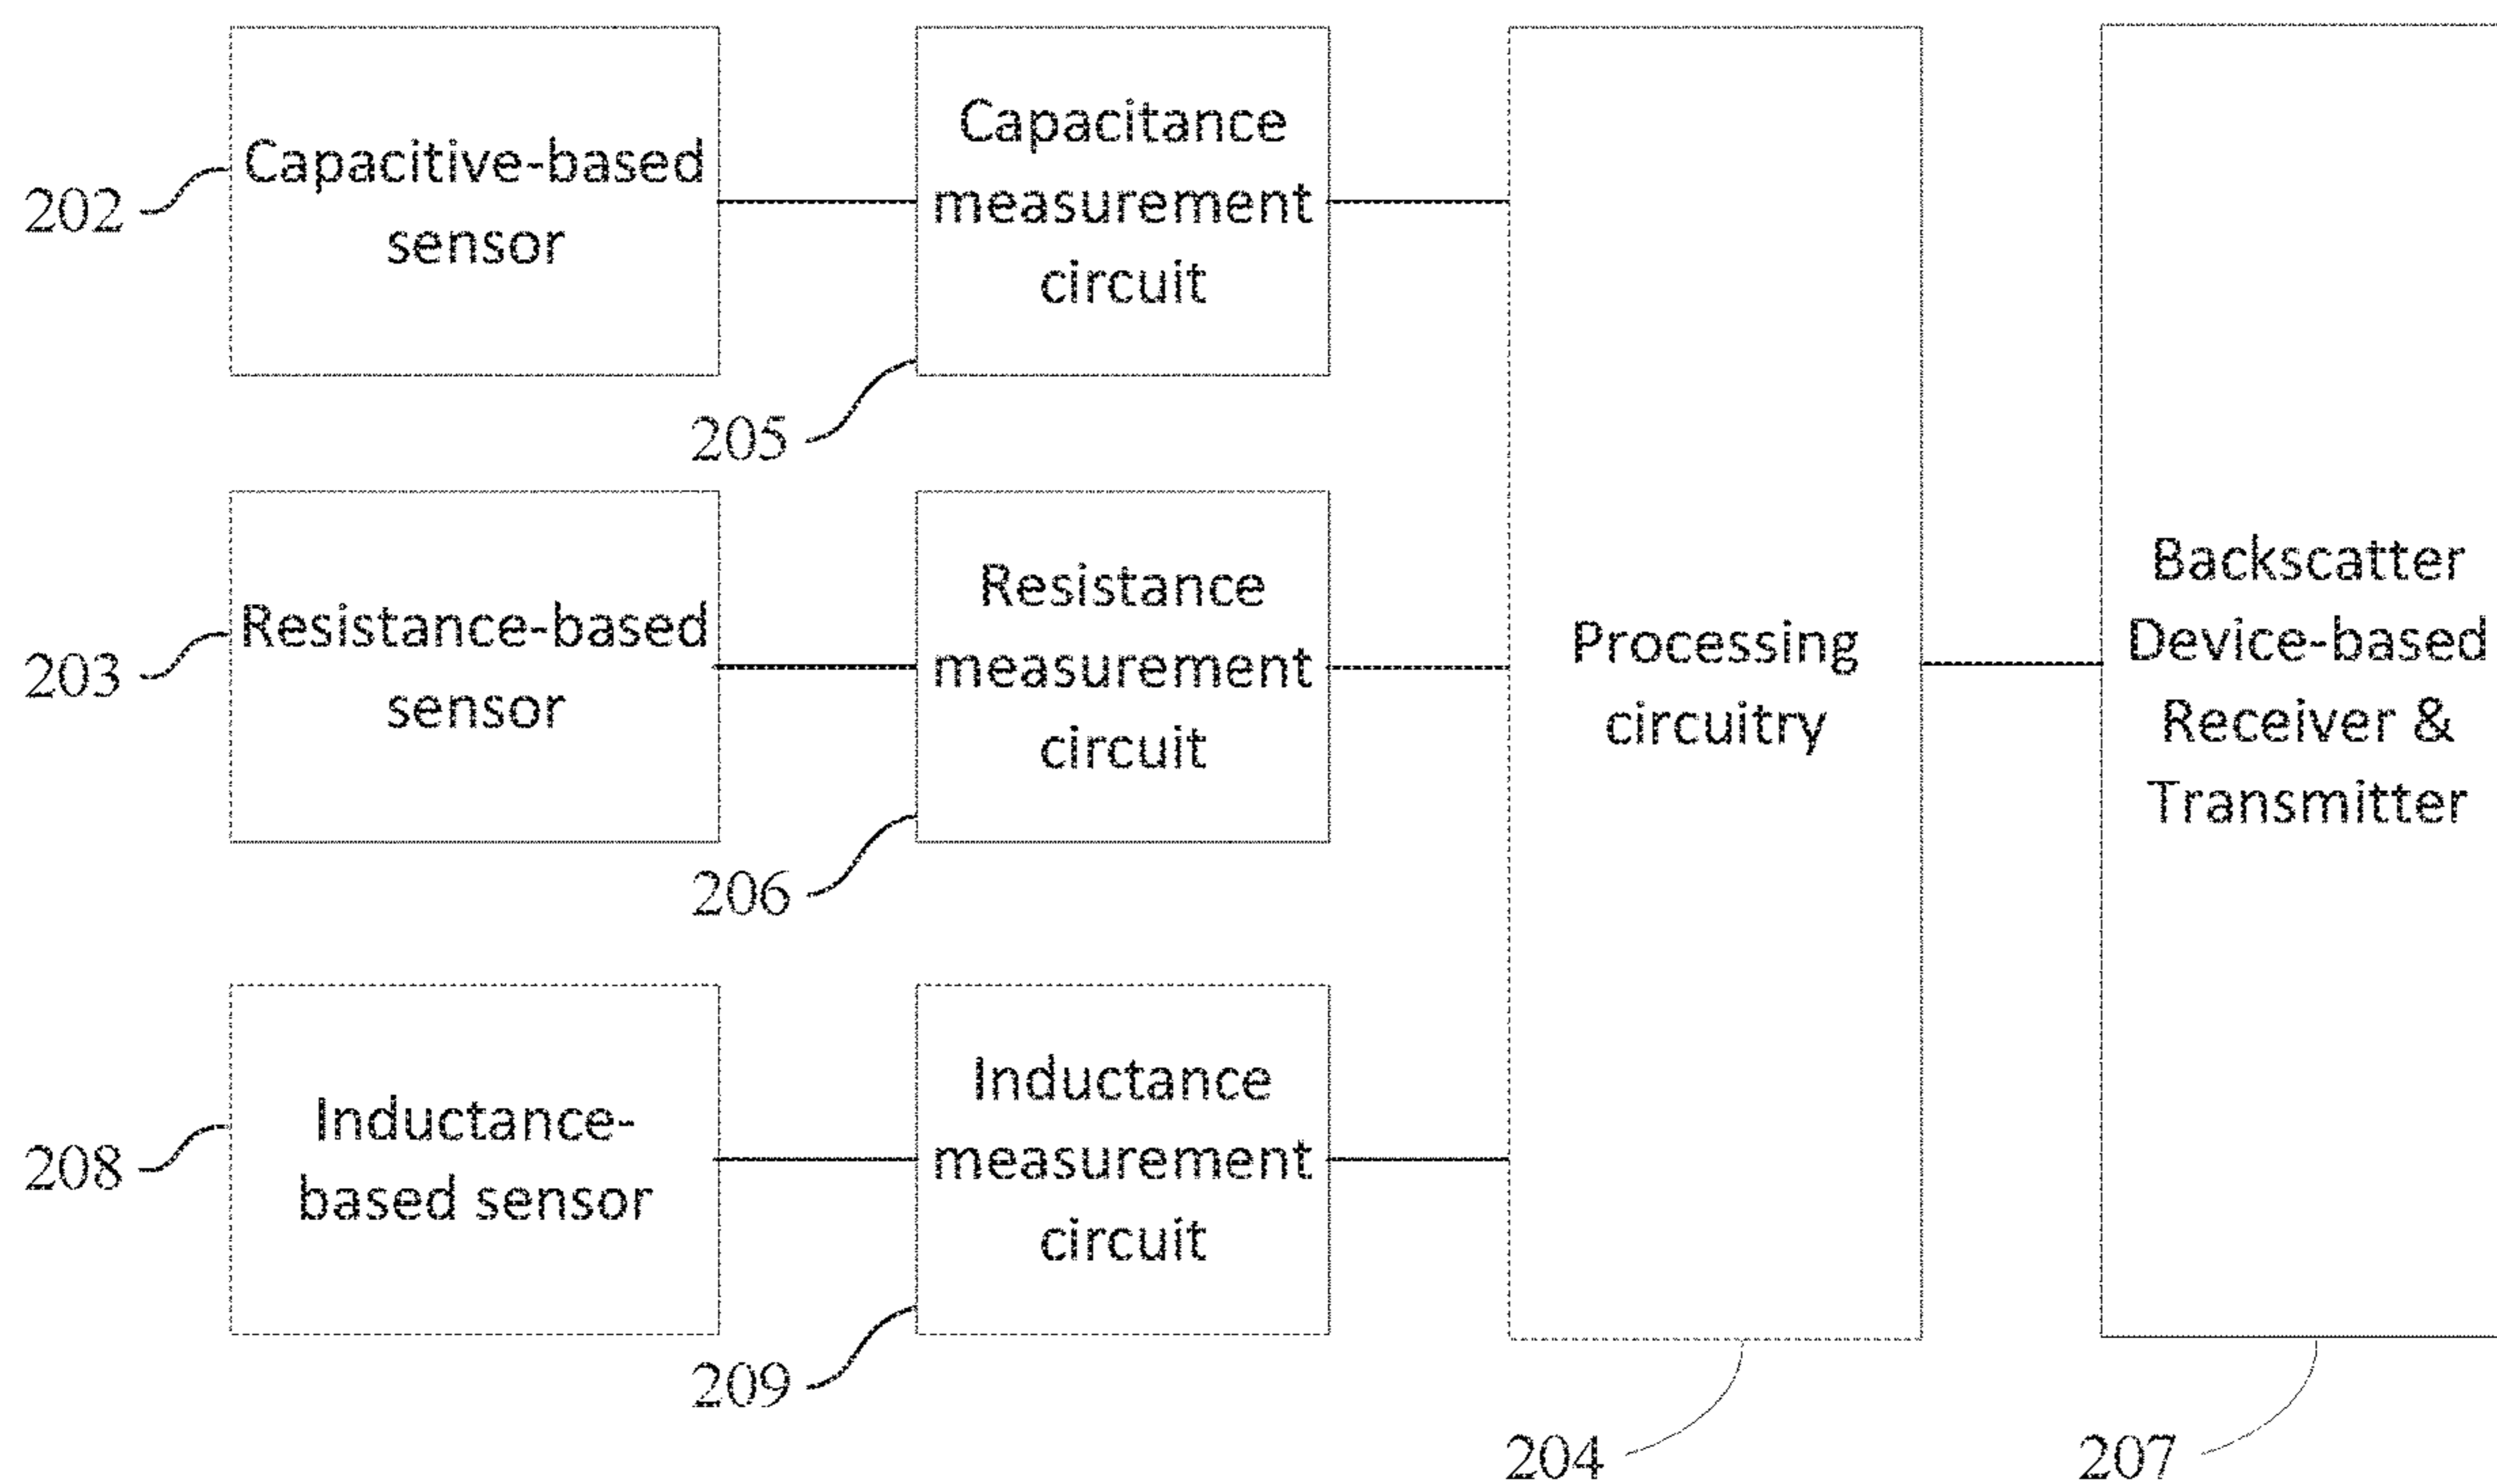 Capacitive-based
sensor
202
Capacitance
measurement
circuit
205
Resistance-based
sensor
203
Resistance
measurement
circuit
206
Inductance-
based sensor
208
Inductance
measurement
circuit
209
Processing
circuitry
204
Backscatter
Device-based
Receiver &
Transmitter
207